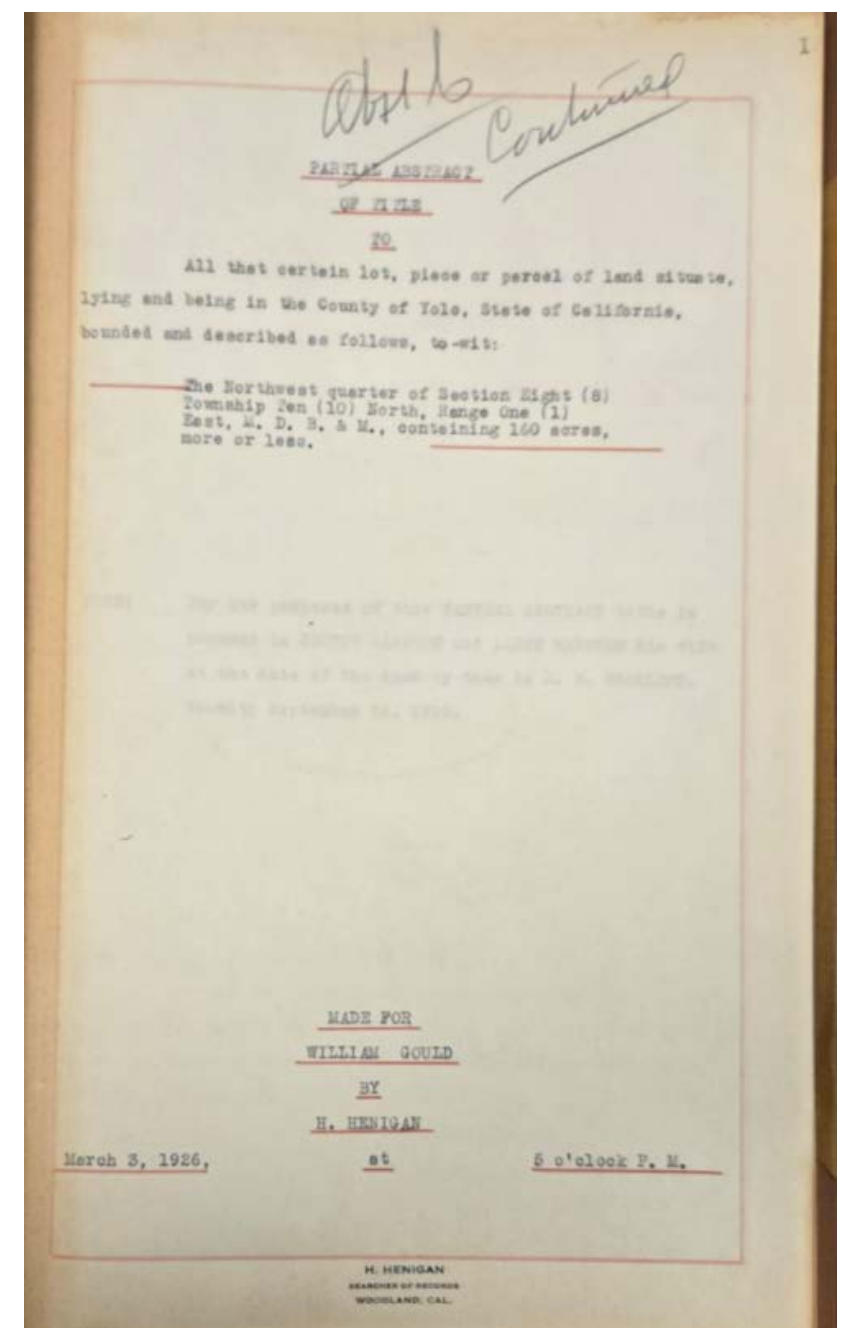 1
Continued
PARTIAL ABSTRACT
OF TITLE
TO
All that certain lot, piece or parcel of land situate,
lying and being in the County of Yolo, State of California,
bounded and described as follows, to-wit:
The Northwest quarter of Section Eight (8)
Township Ten (10) North, Range One (1)
East, M. D. B. & M., containing 160 acres,
more or less.
MADE FOR
WILLIAM GOULD
BY
H. HENIGAN
March 3, 1926, at 5 o'clock P. M.
H. HENIGAN
SEARCHER OF RECORDS
WOODLAND, CAL.